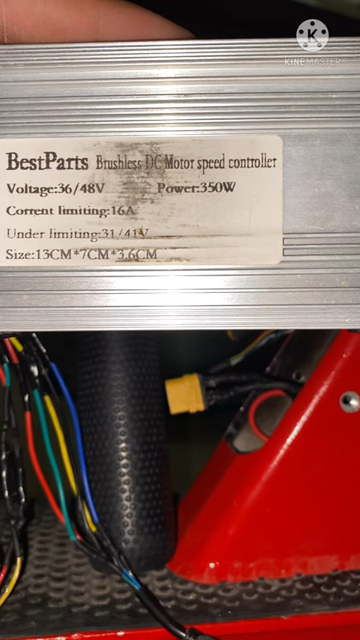 K
KINEMASTER
BestParts Brushless DC Motor speed controller
Voltage:36/48V Power:350W
Corrent limiting:16A
Under limiting:31/41V
Size:13CM*7CM*3.6CM